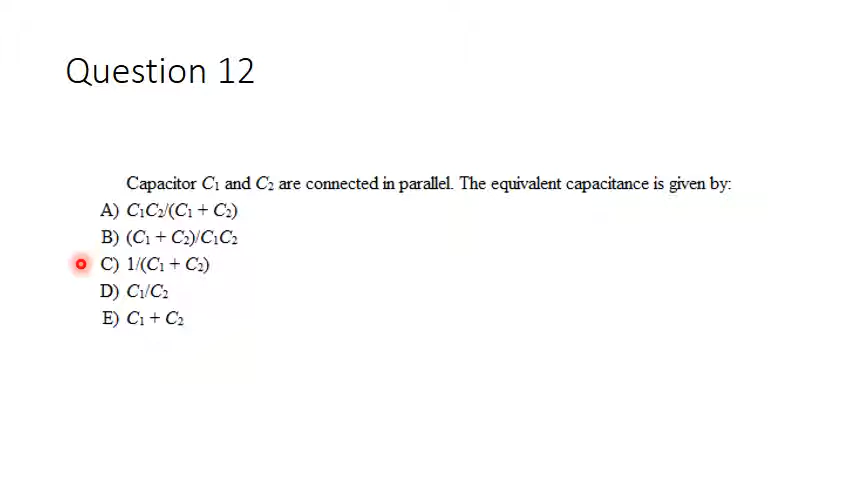 Question 12
Capacitor C₁ and C₂ are connected in parallel. The equivalent capacitance is given by:
A) C₁C₂/(C₁ + C₂)
B) (C₁ + C₂)/C₁C₂
C) 1/(C₁ + C₂)
D) C₁/C₂
E) C₁ + C₂